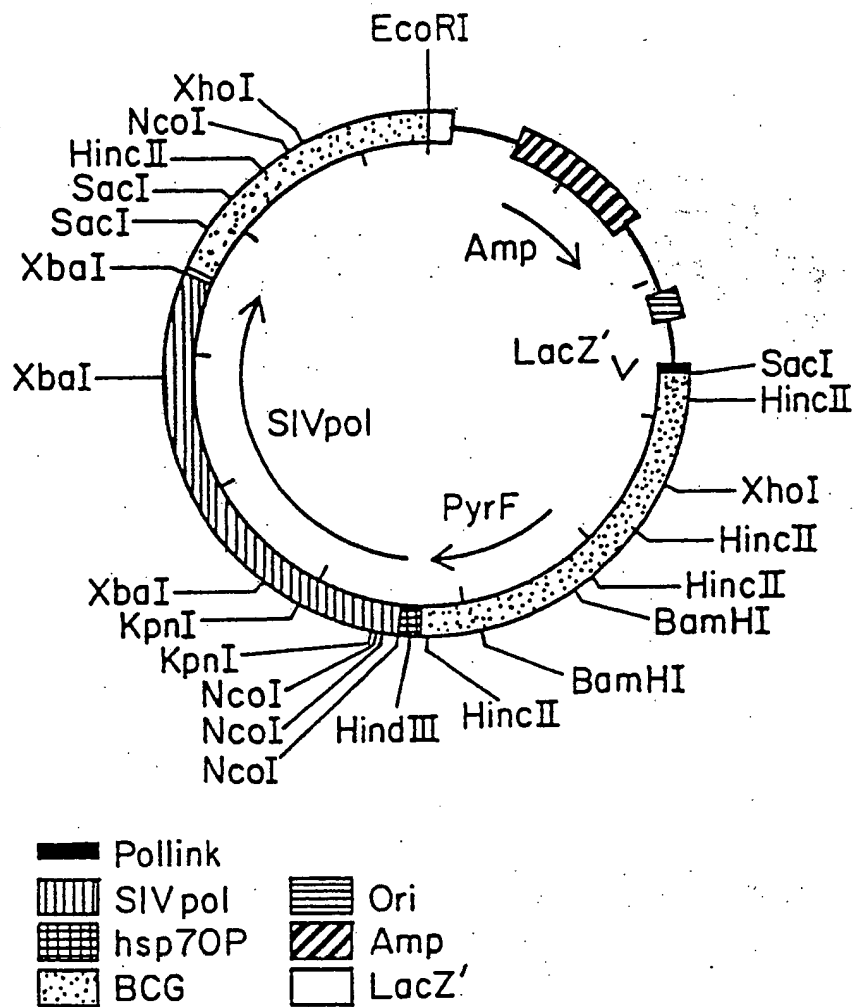 EcoRI
XhoI
NcoI
HincII
SacI
SacI
XbaI
XbaI
XbaI
KpnI
KpnI
NcoI
NcoI
NcoI
HindIII
HincII
BamHI
BamHI
HincII
HincII
XhoI
HincII
SacI
Amp
LacZ'
SIVpol
PyrF
Pollink
SIVpol
hsp70P
BCG
Ori
Amp
LacZ'